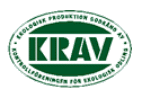 EKOLOGISK PRODUKTION GODKÄND AV
KRAV
KONTROLLFÖRENINGEN FÖR EKOLOGISK ODLING